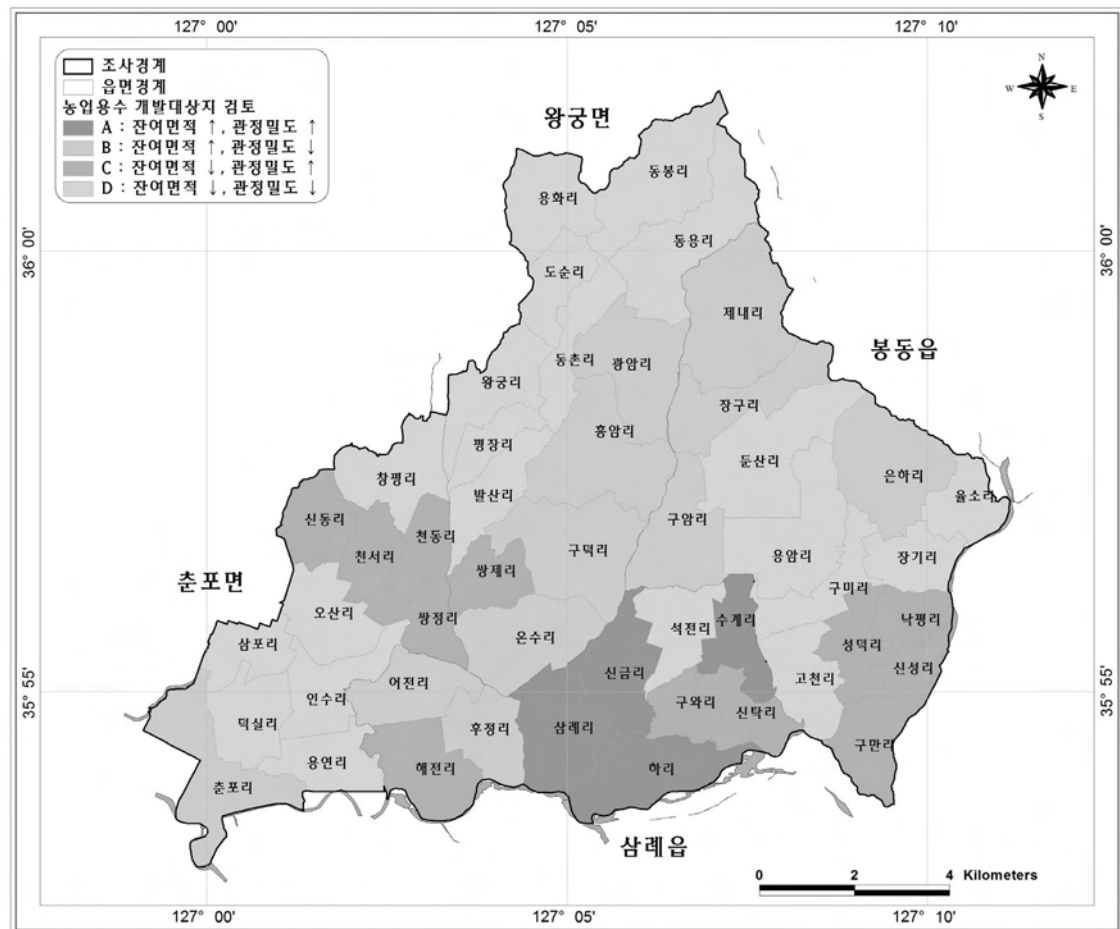 127° 00'
127° 05'
127° 10'
조사경계
읍면경계
농업용수 개발대상지 검토
A : 잔여면적 ↑, 관정밀도 ↑
B : 잔여면적 ↑, 관정밀도 ↓
C : 잔여면적 ↓, 관정밀도 ↑
D : 잔여면적 ↓, 관정밀도 ↓
N
W
E
S
왕궁면
동봉리
용화리
동용리
36° 00'
36° 00'
도순리
제내리
봉동읍
동촌리
광암리
왕궁리
장구리
홍암리
평장리
둔산리
창평리
은하리
발산리
율소리
신동리
구암리
천동리
구덕리
천서리
용암리
장기리
쌍제리
춘포면
구미리
오산리
쌍정리
수계리
낙평리
석전리
온수리
삼포리
성덕리
신금리
신성리
고천리
어전리
35° 55'
35° 55'
인수리
구와리
신탁리
덕실리
후정리
삼례리
구만리
용연리
해전리
하리
춘포리
삼례읍
0
2
4
Kilometers
127° 00'
127° 05'
127° 10'